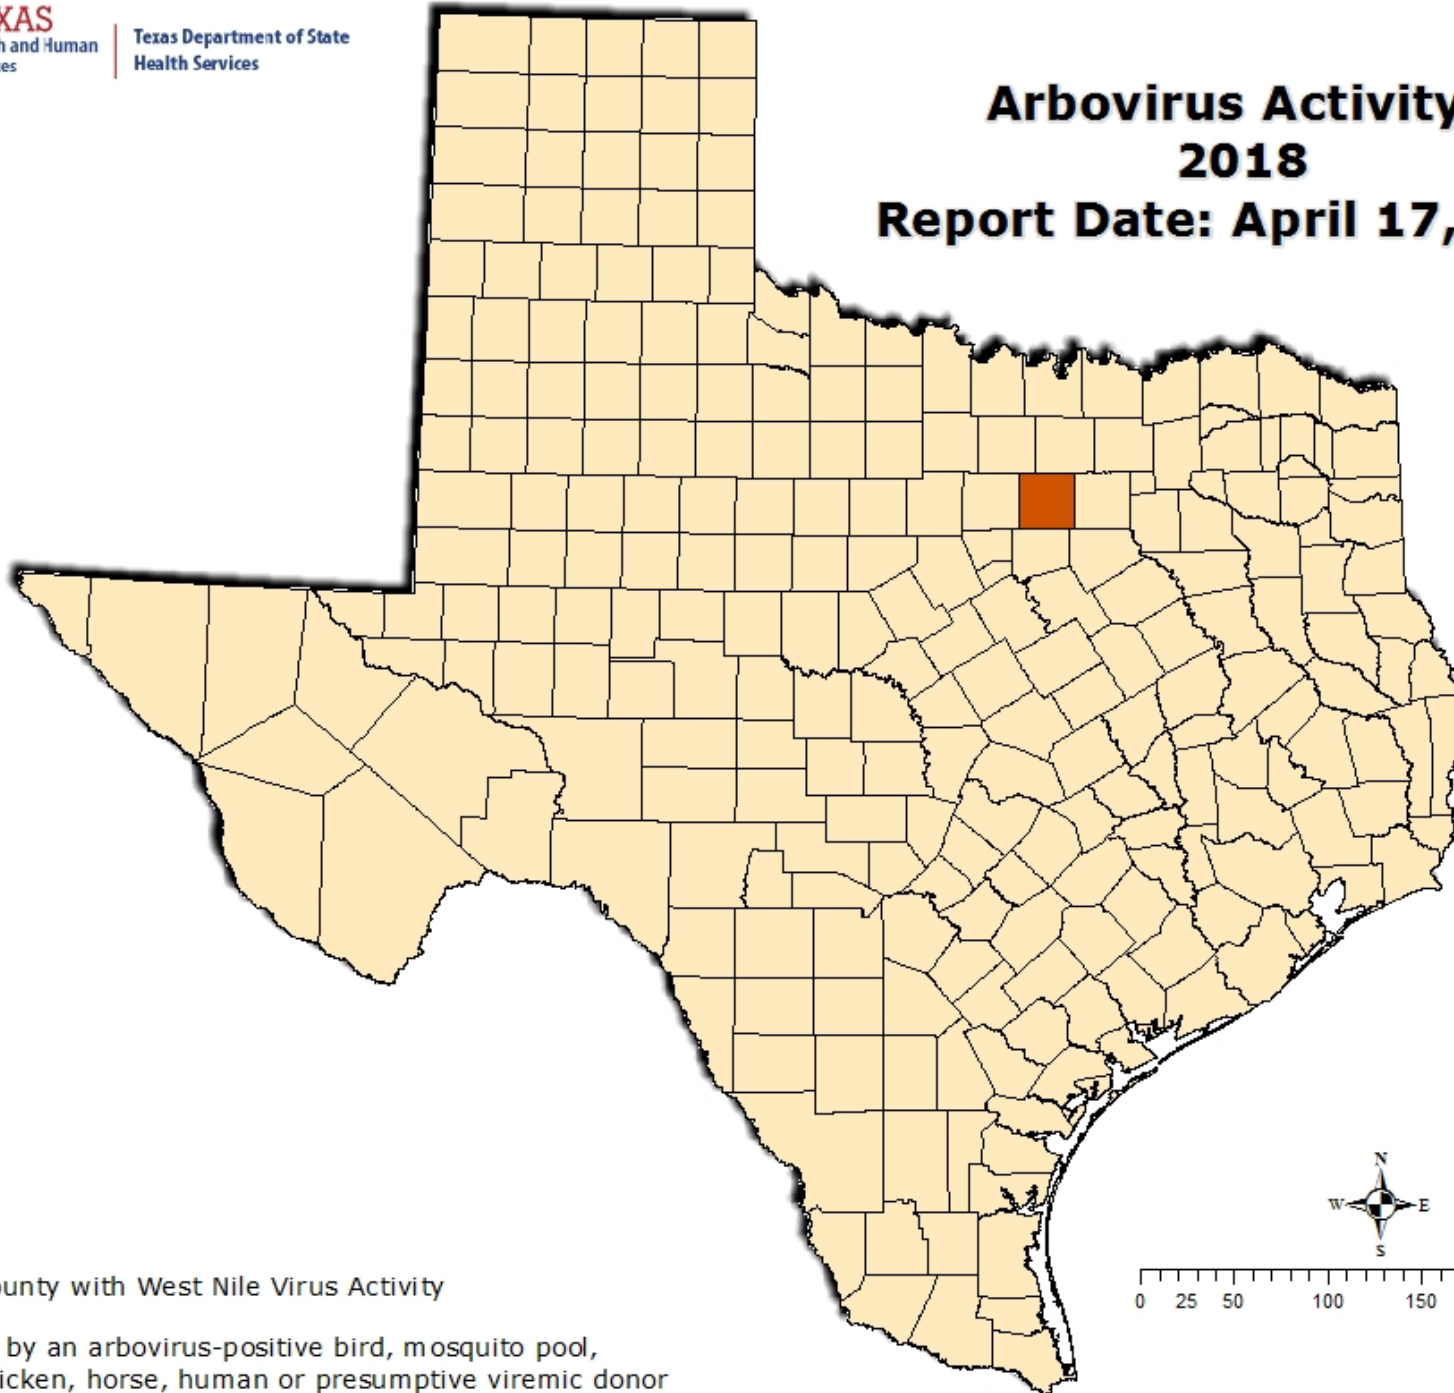 XAS
h and Human
es
Texas Department of State
Health Services
Arbovirus Activity
2018
Report Date: April 17,
N
W E
S
0 25 50 100 150
ounty with West Nile Virus Activity
by an arbovirus-positive bird, mosquito pool,
icken, horse, human or presumptive viremic donor